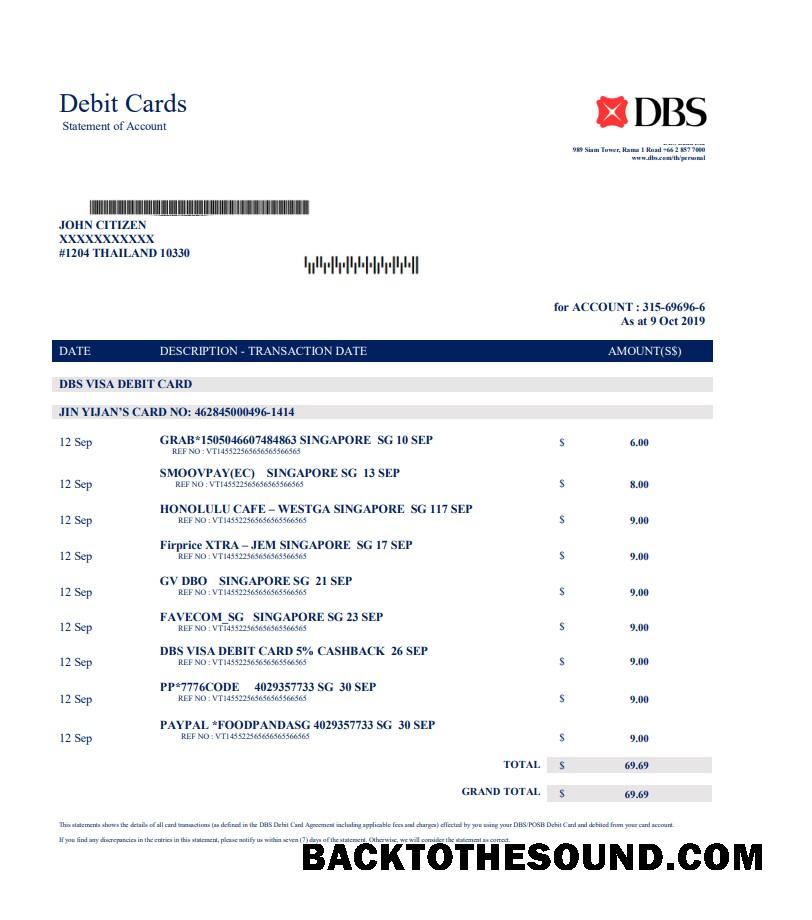 Debit Cards
Statement of Account
DBS
989 Siam Tower, Rama 1 Road +66 2 857 7000
www.dbs.com/th/personal
JOHN CITIZEN
XXXXXXXXXXX
#1204 THAILAND 10330
for ACCOUNT : 315-69696-6
As at 9 Oct 2019
DATE DESCRIPTION - TRANSACTION DATE AMOUNT(S$)
DBS VISA DEBIT CARD
JIN YIJAN'S CARD NO: 462845000496-1414
12 Sep GRAB*1505046607484863 SINGAPORE SG 10 SEP $ 6.00
REF NO : VT145522565656565566565
12 Sep SMOOVPAY(EC) SINGAPORE SG 13 SEP $ 8.00
REF NO : VT145522565656565566565
12 Sep HONOLULU CAFE – WESTGA SINGAPORE SG 117 SEP $ 9.00
REF NO : VT145522565656565566565
12 Sep Firprice XTRA – JEM SINGAPORE SG 17 SEP $ 9.00
REF NO : VT145522565656565566565
12 Sep GV DBO SINGAPORE SG 21 SEP $ 9.00
REF NO : VT145522565656565566565
12 Sep FAVECOM_SG SINGAPORE SG 23 SEP $ 9.00
REF NO : VT145522565656565566565
12 Sep DBS VISA DEBIT CARD 5% CASHBACK 26 SEP $ 9.00
REF NO : VT145522565656565566565
12 Sep PP*7776CODE 4029357733 SG 30 SEP $ 9.00
REF NO : VT145522565656565566565
12 Sep PAYPAL *FOODPANDASG 4029357733 SG 30 SEP $ 9.00
REF NO : VT145522565656565566565
TOTAL $ 69.69
GRAND TOTAL $ 69.69
This statements shows the details of all card transactions (as defined in the DBS Debit Card Agreement including applicable fees and charges) effected by you using your DBS/POSB Debit Card and debited from your card account.
If you find any discrepancies in the entries in this statement, please notify us within seven (7) days of the statement. Otherwise, we will consider the statement as correct.
BACKTOTHESOUND.COM